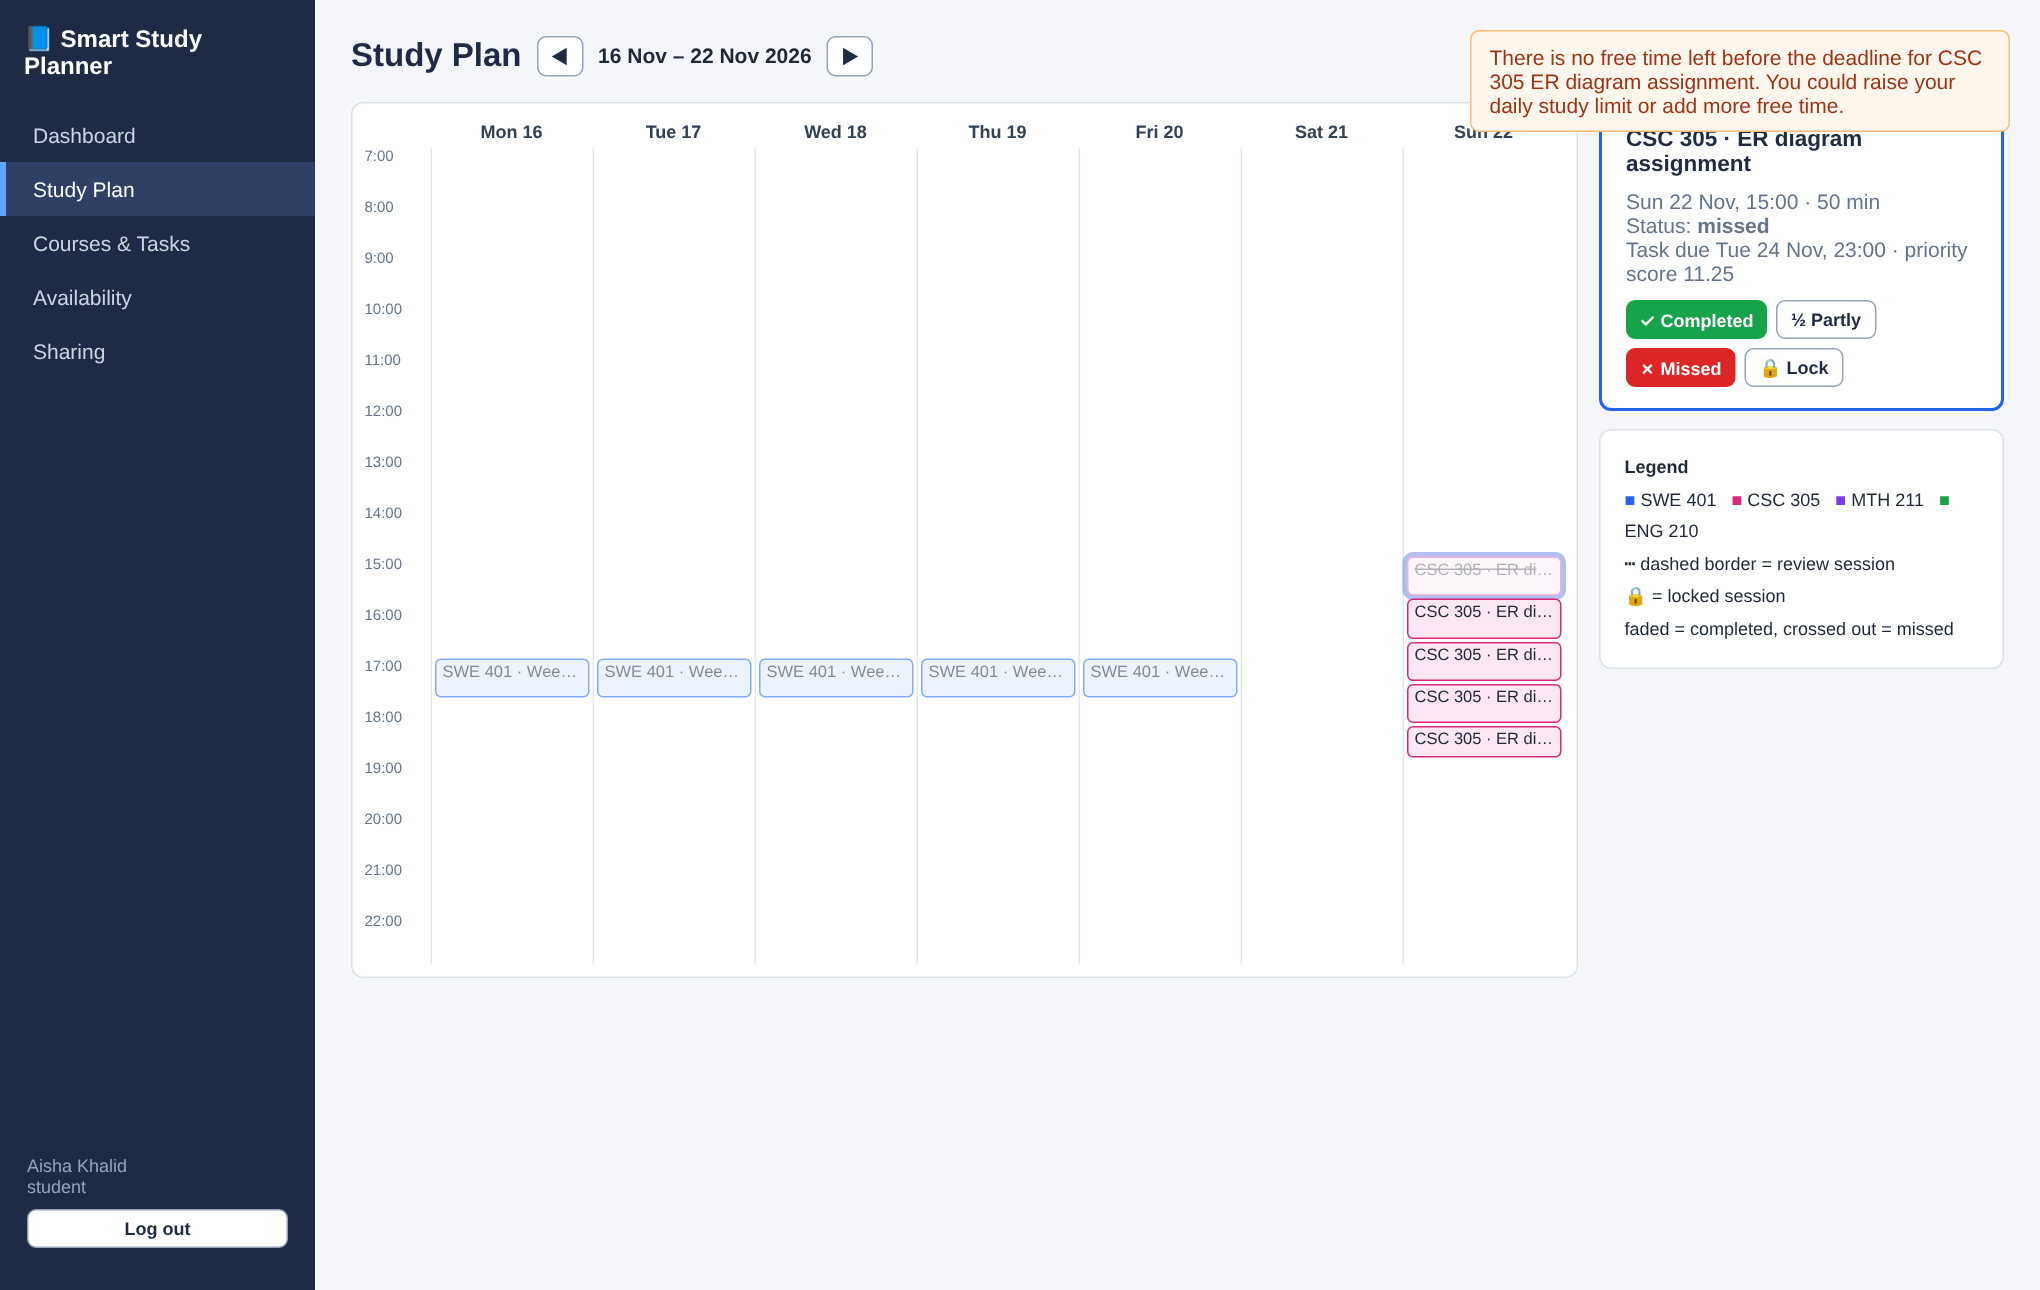 📘 Smart Study
Planner
Dashboard
Study Plan
Courses & Tasks
Availability
Sharing
Aisha Khalid
student
Log out
Study Plan ◀ 16 Nov – 22 Nov 2026 ▶
There is no free time left before the deadline for CSC
305 ER diagram assignment. You could raise your
daily study limit or add more free time.
Mon 16 Tue 17 Wed 18 Thu 19 Fri 20 Sat 21 Sun 22
7:00
8:00
9:00
10:00
11:00
12:00
13:00
14:00
15:00
16:00
17:00
18:00
19:00
20:00
21:00
22:00
SWE 401 · Wee…
SWE 401 · Wee…
SWE 401 · Wee…
SWE 401 · Wee…
SWE 401 · Wee…
CSC 305 · ER di…
CSC 305 · ER di…
CSC 305 · ER di…
CSC 305 · ER di…
CSC 305 · ER di…
CSC 305 · ER diagram
assignment
Sun 22 Nov, 15:00 · 50 min
Status: missed
Task due Tue 24 Nov, 23:00 · priority
score 11.25
✓ Completed ½ Partly
✕ Missed 🔒 Lock
Legend
■ SWE 401 ■ CSC 305 ■ MTH 211 ■
ENG 210
┅ dashed border = review session
🔒 = locked session
faded = completed, crossed out = missed